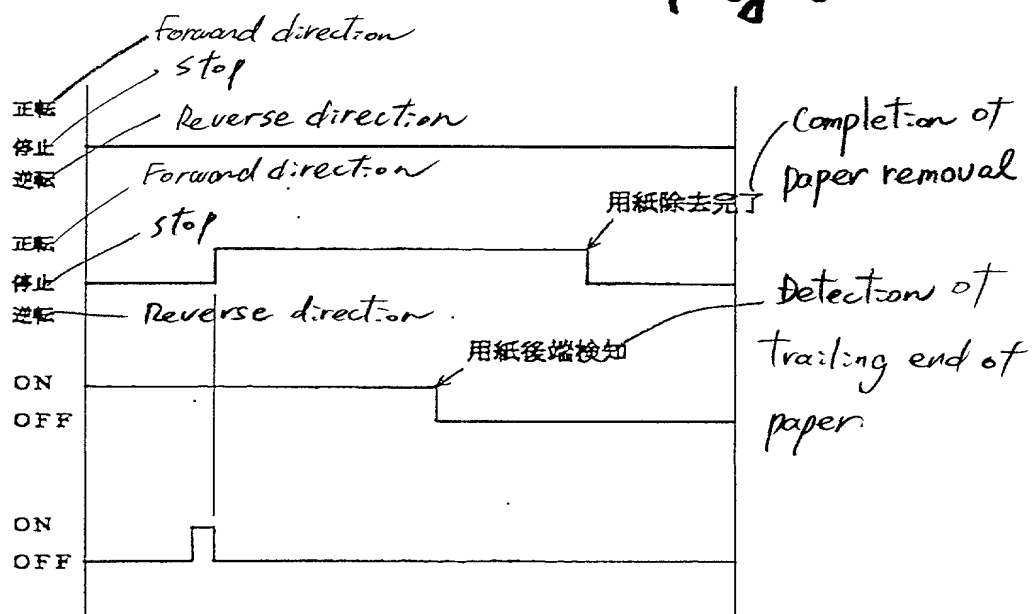 Forward direction
stop
正転
Reverse direction
停止
逆転
Forward direction
Completion of
paper removal
用紙除去完了
stop
正転
停止
逆転
Reverse direction
Detection of
trailing end of
paper
用紙後端検知
ON
OFF
ON
OFF